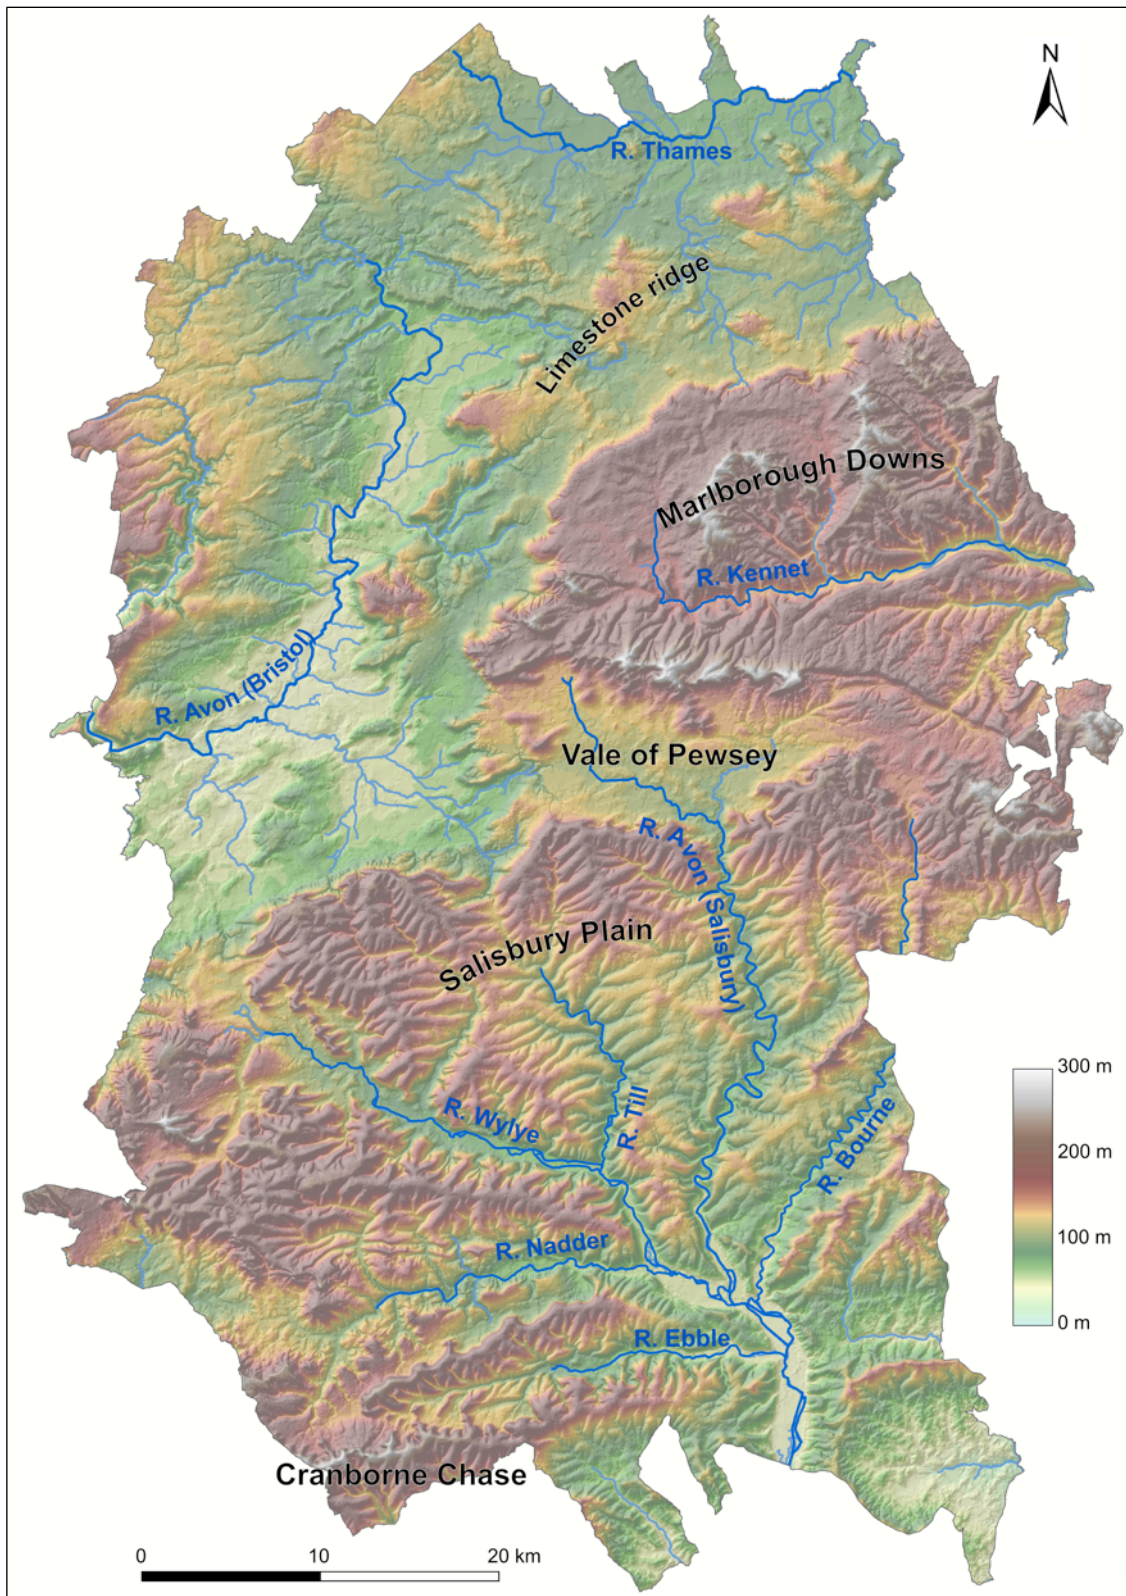 N
R. Thames
Limestone ridge
Marlborough Downs
R. Kennet
R. Avon (Bristol)
Vale of Pewsey
R. Avon (Salisbury)
Salisbury Plain
300 m
200 m
100 m
0 m
R. Wylye
R. Till
R. Bourne
R. Nadder
R. Ebble
Cranborne Chase
0 10 20 km